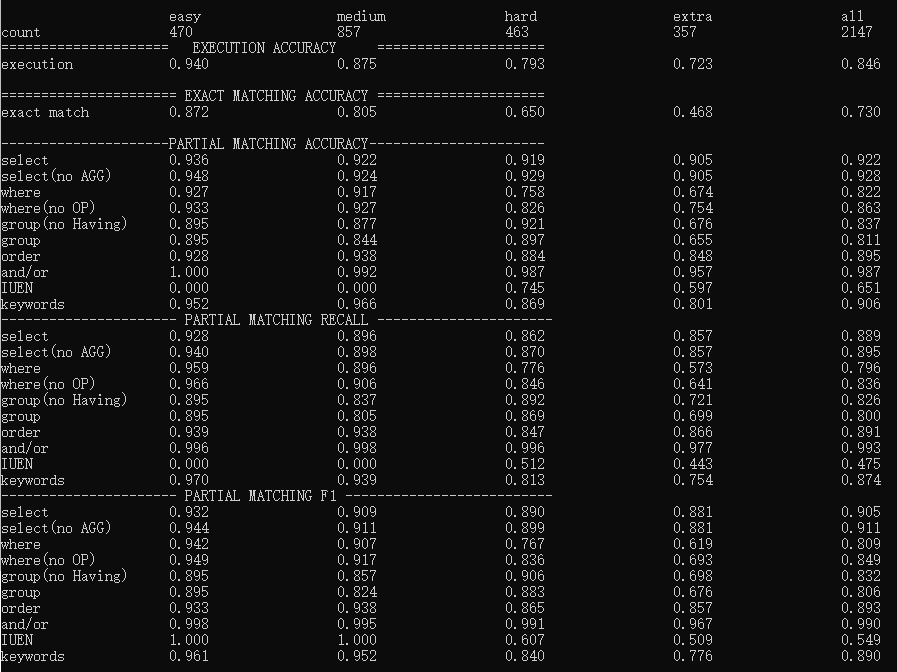 easy medium hard extra all
count 470 857 463 357 2147
===================== EXECUTION ACCURACY =====================
execution 0.940 0.875 0.793 0.723 0.846
====================== EXACT MATCHING ACCURACY =====================
exact match 0.872 0.805 0.650 0.468 0.730
---------------------PARTIAL MATCHING ACCURACY----------------------
select 0.936 0.922 0.919 0.905 0.922
select(no AGG) 0.948 0.924 0.929 0.905 0.928
where 0.927 0.917 0.758 0.674 0.822
where(no OP) 0.933 0.927 0.826 0.754 0.863
group(no Having) 0.895 0.877 0.921 0.676 0.837
group 0.895 0.844 0.897 0.655 0.811
order 0.928 0.938 0.884 0.848 0.895
and/or 1.000 0.992 0.987 0.957 0.987
IUEN 0.000 0.000 0.745 0.597 0.651
keywords 0.952 0.966 0.869 0.801 0.906
---------------------- PARTIAL MATCHING RECALL ----------------------
select 0.928 0.896 0.862 0.857 0.889
select(no AGG) 0.940 0.898 0.870 0.857 0.895
where 0.959 0.896 0.776 0.573 0.796
where(no OP) 0.966 0.906 0.846 0.641 0.836
group(no Having) 0.895 0.837 0.892 0.721 0.826
group 0.895 0.805 0.869 0.699 0.800
order 0.939 0.938 0.847 0.866 0.891
and/or 0.996 0.998 0.996 0.977 0.993
IUEN 0.000 0.000 0.512 0.443 0.475
keywords 0.970 0.939 0.813 0.754 0.874
---------------------- PARTIAL MATCHING F1 --------------------------
select 0.932 0.909 0.890 0.881 0.905
select(no AGG) 0.944 0.911 0.899 0.881 0.911
where 0.942 0.907 0.767 0.619 0.809
where(no OP) 0.949 0.917 0.836 0.693 0.849
group(no Having) 0.895 0.857 0.906 0.698 0.832
group 0.895 0.824 0.883 0.676 0.806
order 0.933 0.938 0.865 0.857 0.893
and/or 0.998 0.995 0.991 0.967 0.990
IUEN 1.000 1.000 0.607 0.509 0.549
keywords 0.961 0.952 0.840 0.776 0.890